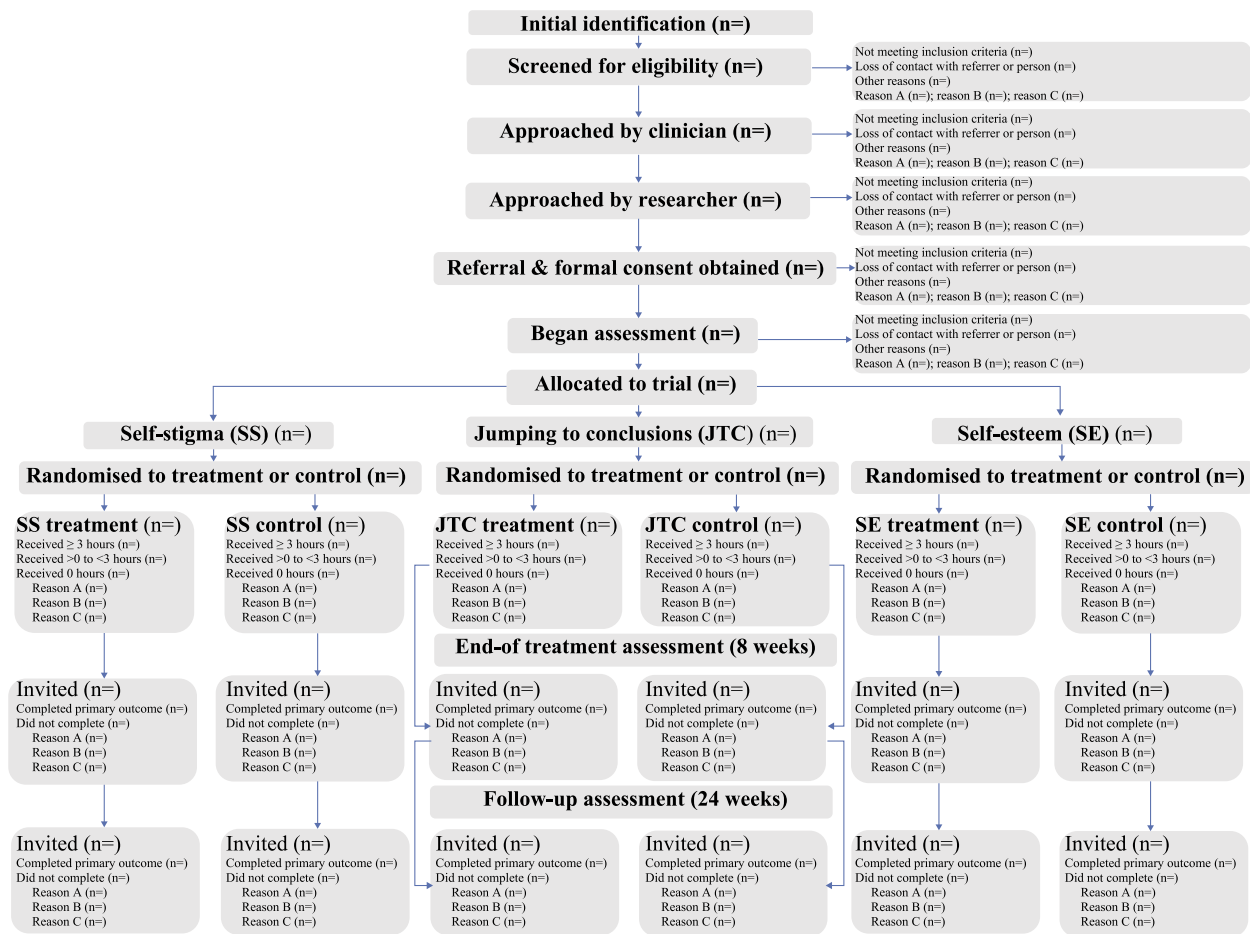 Initial identification (n=)
Screened for eligibility (n=)
Not meeting inclusion criteria (n=)
Loss of contact with referrer or person (n=)
Other reasons (n=)
Reason A (n=); reason B (n=); reason C (n=)
Approached by clinician (n=)
Not meeting inclusion criteria (n=)
Loss of contact with referrer or person (n=)
Other reasons (n=)
Reason A (n=); reason B (n=); reason C (n=)
Approached by researcher (n=)
Not meeting inclusion criteria (n=)
Loss of contact with referrer or person (n=)
Other reasons (n=)
Reason A (n=); reason B (n=); reason C (n=)
Referral & formal consent obtained (n=)
Not meeting inclusion criteria (n=)
Loss of contact with referrer or person (n=)
Other reasons (n=)
Reason A (n=); reason B (n=); reason C (n=)
Began assessment (n=)
Not meeting inclusion criteria (n=)
Loss of contact with referrer or person (n=)
Other reasons (n=)
Reason A (n=); reason B (n=); reason C (n=)
Allocated to trial (n=)
Self-stigma (SS) (n=)
Jumping to conclusions (JTC) (n=)
Self-esteem (SE) (n=)
Randomised to treatment or control (n=)
Randomised to treatment or control (n=)
Randomised to treatment or control (n=)
SS treatment (n=)
Received ≥ 3 hours (n=)
Received >0 to <3 hours (n=)
Received 0 hours (n=)
Reason A (n=)
Reason B (n=)
Reason C (n=)
SS control (n=)
Received ≥ 3 hours (n=)
Received >0 to <3 hours (n=)
Received 0 hours (n=)
Reason A (n=)
Reason B (n=)
Reason C (n=)
JTC treatment (n=)
Received ≥ 3 hours (n=)
Received >0 to <3 hours (n=)
Received 0 hours (n=)
Reason A (n=)
Reason B (n=)
Reason C (n=)
JTC control (n=)
Received ≥ 3 hours (n=)
Received >0 to <3 hours (n=)
Received 0 hours (n=)
Reason A (n=)
Reason B (n=)
Reason C (n=)
SE treatment (n=)
Received ≥ 3 hours (n=)
Received >0 to <3 hours (n=)
Received 0 hours (n=)
Reason A (n=)
Reason B (n=)
Reason C (n=)
SE control (n=)
Received ≥ 3 hours (n=)
Received >0 to <3 hours (n=)
Received 0 hours (n=)
Reason A (n=)
Reason B (n=)
Reason C (n=)
End-of treatment assessment (8 weeks)
Invited (n=)
Completed primary outcome (n=)
Did not complete (n=)
Reason A (n=)
Reason B (n=)
Reason C (n=)
Invited (n=)
Completed primary outcome (n=)
Did not complete (n=)
Reason A (n=)
Reason B (n=)
Reason C (n=)
Invited (n=)
Completed primary outcome (n=)
Did not complete (n=)
Reason A (n=)
Reason B (n=)
Reason C (n=)
Invited (n=)
Completed primary outcome (n=)
Did not complete (n=)
Reason A (n=)
Reason B (n=)
Reason C (n=)
Invited (n=)
Completed primary outcome (n=)
Did not complete (n=)
Reason A (n=)
Reason B (n=)
Reason C (n=)
Invited (n=)
Completed primary outcome (n=)
Did not complete (n=)
Reason A (n=)
Reason B (n=)
Reason C (n=)
Follow-up assessment (24 weeks)
Invited (n=)
Completed primary outcome (n=)
Did not complete (n=)
Reason A (n=)
Reason B (n=)
Reason C (n=)
Invited (n=)
Completed primary outcome (n=)
Did not complete (n=)
Reason A (n=)
Reason B (n=)
Reason C (n=)
Invited (n=)
Completed primary outcome (n=)
Did not complete (n=)
Reason A (n=)
Reason B (n=)
Reason C (n=)
Invited (n=)
Completed primary outcome (n=)
Did not complete (n=)
Reason A (n=)
Reason B (n=)
Reason C (n=)
Invited (n=)
Completed primary outcome (n=)
Did not complete (n=)
Reason A (n=)
Reason B (n=)
Reason C (n=)
Invited (n=)
Completed primary outcome (n=)
Did not complete (n=)
Reason A (n=)
Reason B (n=)
Reason C (n=)